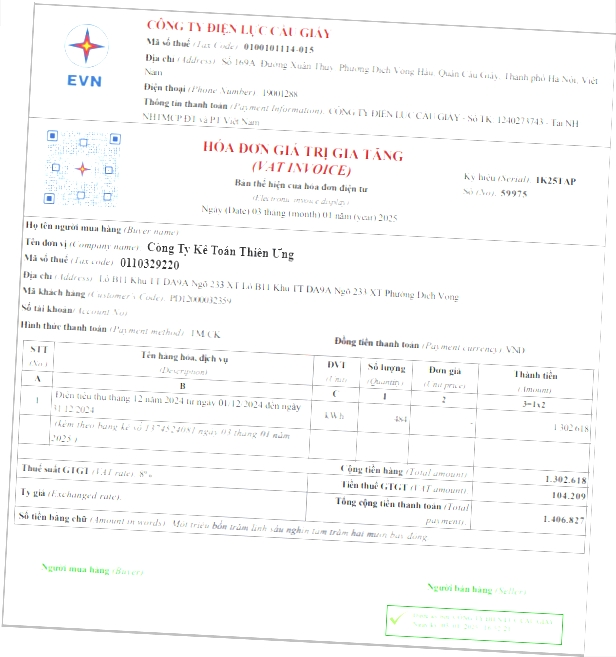 EVN
CÔNG TY ĐIỆN LỰC CẦU GIẤY
Mã số thuế (Tax Code): 0100101114-015
Địa chỉ (Address): Số 169A, Đường Xuân Thủy, Phường Dịch Vọng Hậu, Quận Cầu Giấy, Thành phố Hà Nội, Việt
Nam
Điện thoại (Phone Number): 19001288
Thông tin thanh toán (Payment Information): CÔNG TY ĐIỆN LỰC CẦU GIẤY - Số TK: 1240273743 - Tại NH
NHTMCP ĐT và PT Việt Nam
HÓA ĐƠN GIÁ TRỊ GIA TĂNG
(VAT INVOICE)
Bản thể hiện của hóa đơn điện tử
(Electronic invoice display)
Ngày (Date) 03 tháng (month) 01 năm (year) 2025
Ký hiệu (Serial): 1K25TAP
Số (No): 59975
Họ tên người mua hàng (Buyer name):
Tên đơn vị (Company name): Công Ty Kế Toán Thiên Ưng
Mã số thuế (Tax code): 0110329220
Địa chỉ (Address): Lô B11 Khu TT DA9A Ngõ 233 XT Lô B11 Khu TT DA9A Ngõ 233 XT Phường Dịch Vọng
Mã khách hàng (Customer's Code): PD12000032359
Số tài khoản (Account No):
Hình thức thanh toán (Payment method): TM/CK
Đồng tiền thanh toán (Payment currency) VND
STT (No) Tên hàng hóa, dịch vụ (Description) ĐVT (Unit) Số lượng (Quantity) Đơn giá (Unit price) Thành tiền (Amount)
A B C 1 2 3=1x2
1 Điện tiêu thụ tháng 12 năm 2024 từ ngày 01/12/2024 đến ngày kWh 484 - 1.302.618
31/12/2024
(kèm theo bảng kê số 1374524081 ngày 03 tháng 01 năm
2025)
Cộng tiền hàng (Total amount): 1.302.618
Thuế suất GTGT (VAT rate): 8% Tiền thuế GTGT (VAT amount): 104.209
Tỷ giá (Exchanged rate): Tổng cộng tiền thanh toán (Total
payment): 1.406.827
Số tiền bằng chữ (Amount in words): Một triệu bốn trăm linh sáu nghìn tám trăm hai mươi bảy đồng.
Người mua hàng (Buyer)
Người bán hàng (Seller)